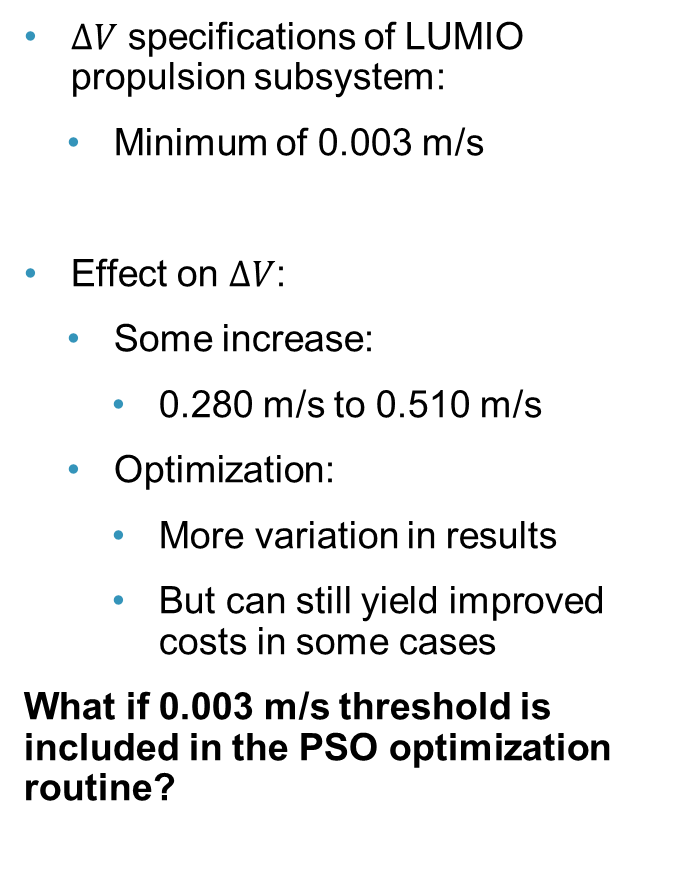 • ΔV specifications of LUMIO
propulsion subsystem:
• Minimum of 0.003 m/s
• Effect on ΔV:
• Some increase:
• 0.280 m/s to 0.510 m/s
• Optimization:
• More variation in results
• But can still yield improved
costs in some cases
What if 0.003 m/s threshold is
included in the PSO optimization
routine?